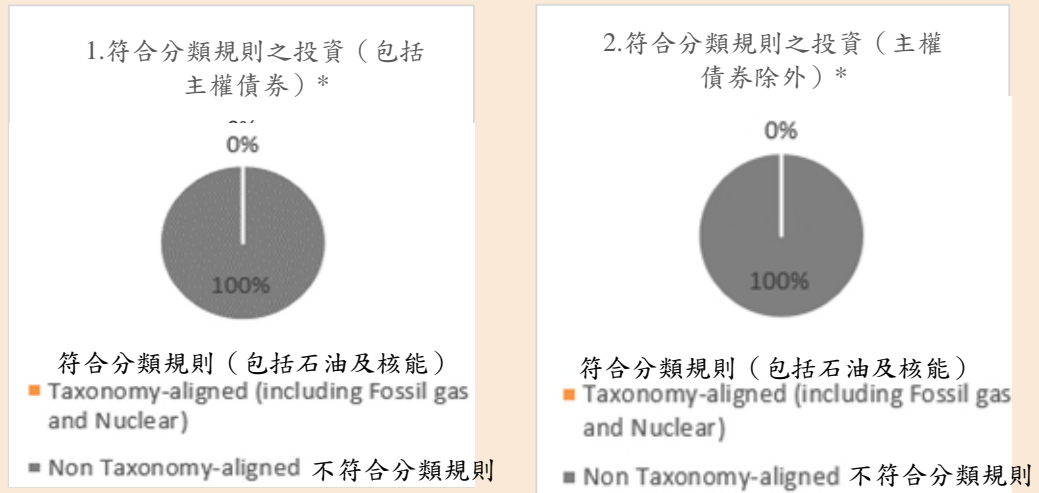 1.符合分類規則之投資（包括
主權債券）*
0%
100%
符合分類規則（包括石油及核能）
Taxonomy-aligned (including Fossil gas
and Nuclear)
Non Taxonomy-aligned 不符合分類規則
2.符合分類規則之投資（主權
債券除外）*
0%
100%
符合分類規則（包括石油及核能）
Taxonomy-aligned (including Fossil gas
and Nuclear)
Non Taxonomy-aligned 不符合分類規則